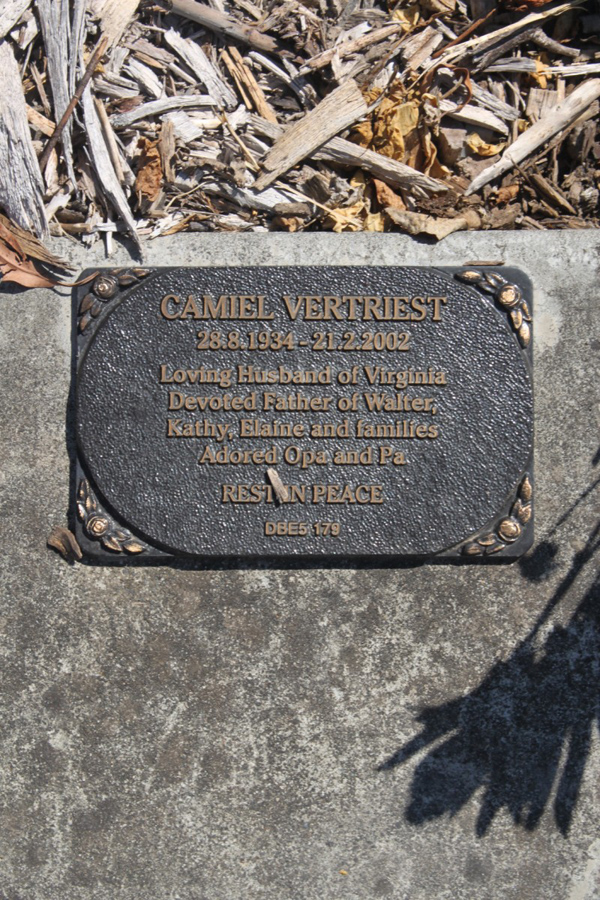 CAMIEL VERTRIEST
28.8.1934 - 21.2.2002
Loving Husband of Virginia
Devoted Father of Walter,
Kathy, Elaine and families
Adored Opa and Pa
REST IN PEACE
DBE5 179